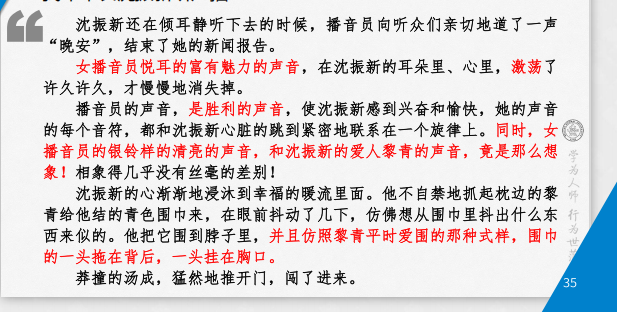 沈振新还在倾耳静听下去的时候，播音员向听众们亲切地道了一声
“晚安”，结束了她的新闻报告。
女播音员悦耳的富有魅力的声音，在沈振新的耳朵里、心里，激荡了
许久许久，才慢慢地消失掉。
播音员的声音，是胜利的声音，使沈振新感到兴奋和愉快，她的声音
的每个音符，都和沈振新心脏的跳到紧密地联系在一个旋律上。同时，女
播音员的银铃样的清亮的声音，和沈振新的爱人黎青的声音，竟是那么想
象！相象得几乎没有丝毫的差别！
沈振新的心渐渐地浸沐到幸福的暖流里面。他不自禁地抓起枕边的黎
青给他结的青色围巾来，在眼前抖动了几下，仿佛想从围巾里抖出什么东
西来似的。他把它围到脖子里，并且仿照黎青平时爱围的那种式样，围巾
的一头拖在背后，一头挂在胸口。
莽撞的汤成，猛然地推开门，闯了进来。
学为人师 行为世
35